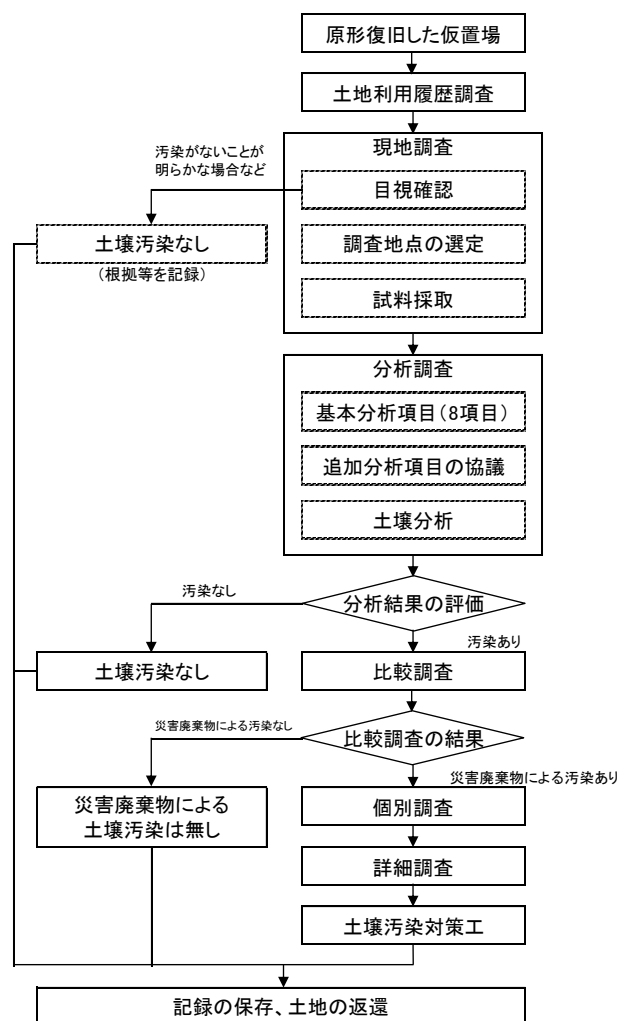 原形復旧した仮置場
土地利用履歴調査
汚染がないことが
明らかな場合など
現地調査
目視確認
土壌汚染なし
（根拠等を記録）
調査地点の選定
試料採取
分析調査
基本分析項目（8項目）
追加分析項目の協議
土壌分析
汚染なし
分析結果の評価
汚染あり
土壌汚染なし
比較調査
災害廃棄物による汚染なし
比較調査の結果
災害廃棄物による汚染あり
災害廃棄物による
土壌汚染は無し
個別調査
詳細調査
土壌汚染対策工
記録の保存、土地の返還